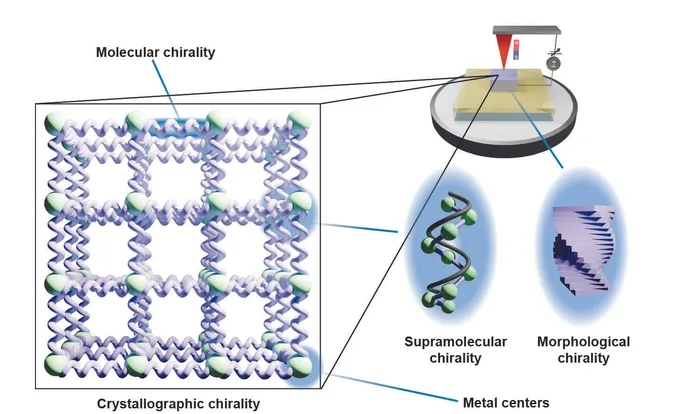 Molecular chirality
Supramolecular
chirality
Morphological
chirality
Metal centers
Crystallographic chirality